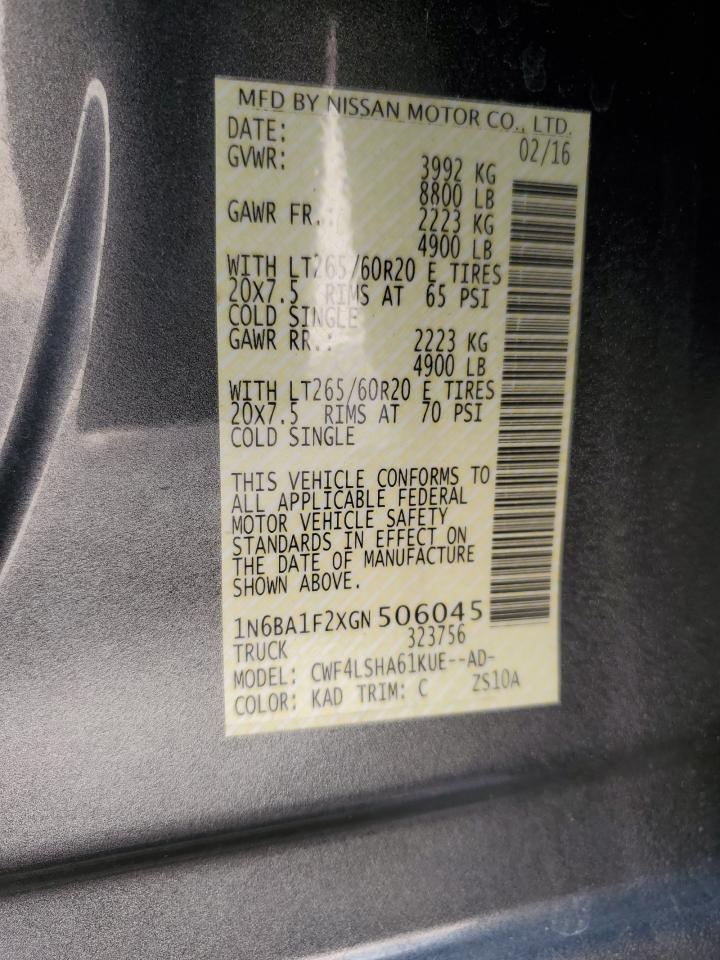 MFD BY NISSAN MOTOR CO., LTD.
DATE: 02/16
GVWR: 3992 KG
8800 LB
GAWR FR.: 2223 KG
4900 LB
WITH LT265/60R20 E TIRES
20X7.5 RIMS AT 65 PSI
COLD SINGLE
GAWR RR.: 2223 KG
4900 LB
WITH LT265/60R20 E TIRES
20X7.5 RIMS AT 70 PSI
COLD SINGLE
THIS VEHICLE CONFORMS TO
ALL APPLICABLE FEDERAL
MOTOR VEHICLE SAFETY
STANDARDS IN EFFECT ON
THE DATE OF MANUFACTURE
SHOWN ABOVE.
1N6BA1F2XGN506045
TRUCK 323756
MODEL: CWF4LSHA61KUE--AD-
COLOR: KAD TRIM: C ZS10A